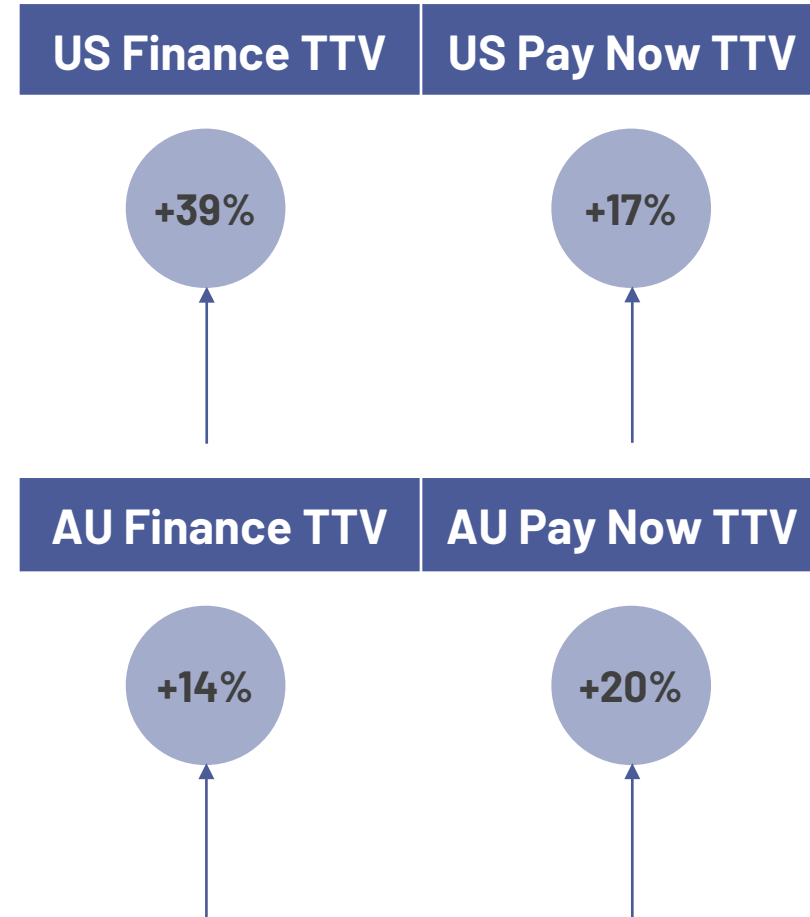 US Finance TTV
US Pay Now TTV
+39%
+17%
AU Finance TTV
AU Pay Now TTV
+14%
+20%